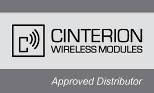 CINTERION
WIRELESS MODULES
Approved Distributor